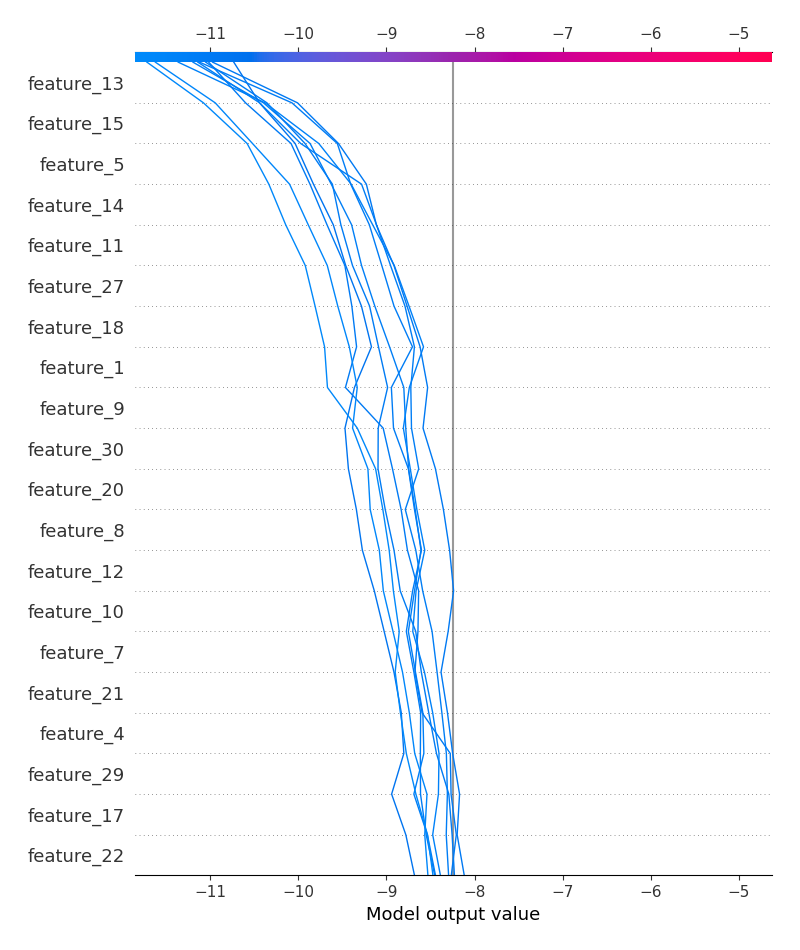 −11 −10 −9 −8 −7 −6 −5
feature_13
feature_15
feature_5
feature_14
feature_11
feature_27
feature_18
feature_1
feature_9
feature_30
feature_20
feature_8
feature_12
feature_10
feature_7
feature_21
feature_4
feature_29
feature_17
feature_22
−11 −10 −9 −8 −7 −6 −5
Model output value